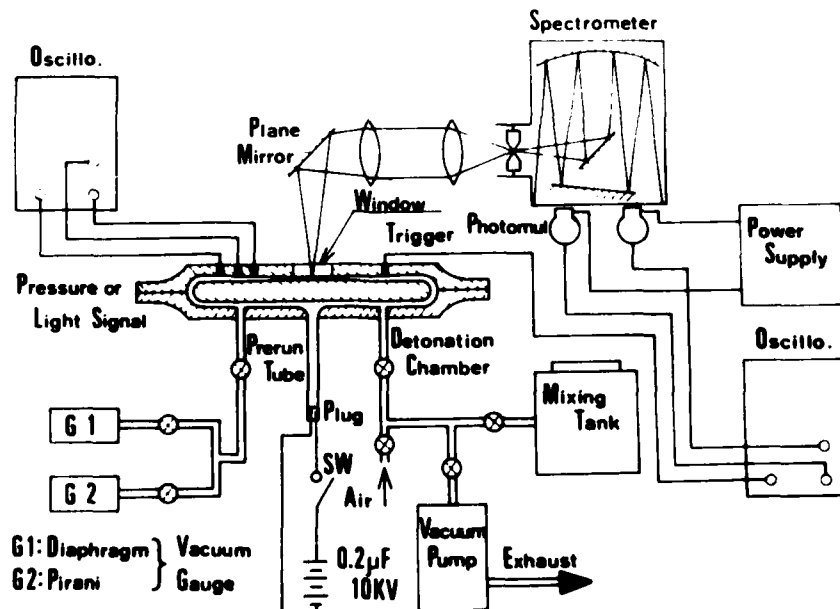 Spectrometer
Oscillo.
Plane
Mirror
Window
Trigger
Photomul
Power
Supply
Pressure or
Light Signal
Prerun
Tube
Detonation
Chamber
Oscillo.
Mixing
Tank
Plug
G 1
SW
G 2
Air
Vacuum
Pump
G1: Diaphragm } Vacuum
G2: Pirani Gauge
0.2μF
10KV
Exhaust